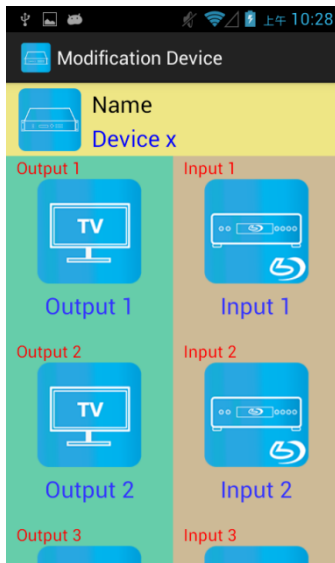 上午 10:28
Modification Device
Name
Device x
Output 1 Input 1
TV
Output 1 Input 1
Output 2 Input 2
TV
Output 2 Input 2
Output 3 Input 3